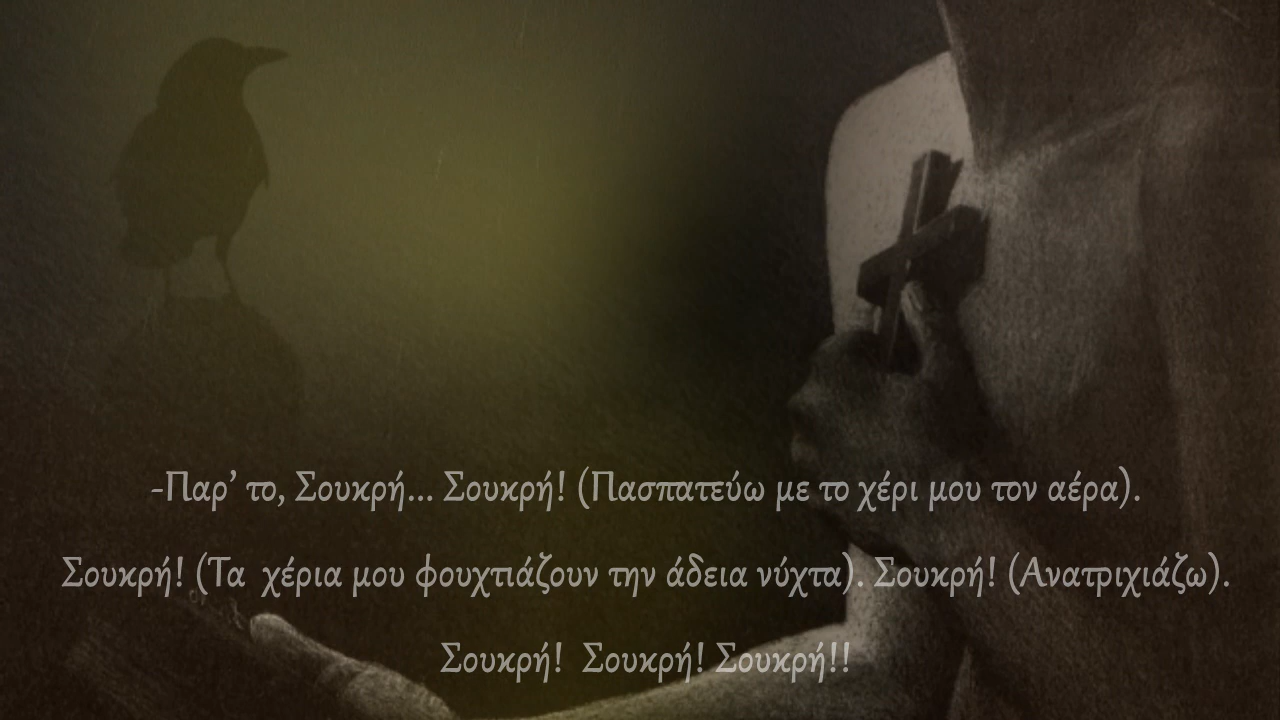 -Παρ’ το, Σουκρή... Σουκρή! (Πασπατεύω με το χέρι μου τον αέρα).
Σουκρή! (Τα  χέρια μου φουχτιάζουν την άδεια νύχτα). Σουκρή! (Ανατριχιάζω).
Σουκρή!  Σουκρή! Σουκρή!!